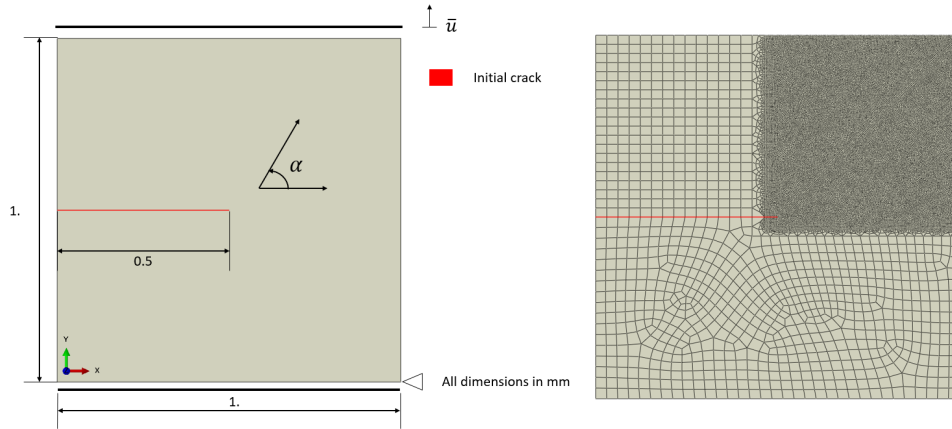 ū
Initial crack
α
1.
0.5
Y
X
All dimensions in mm
1.